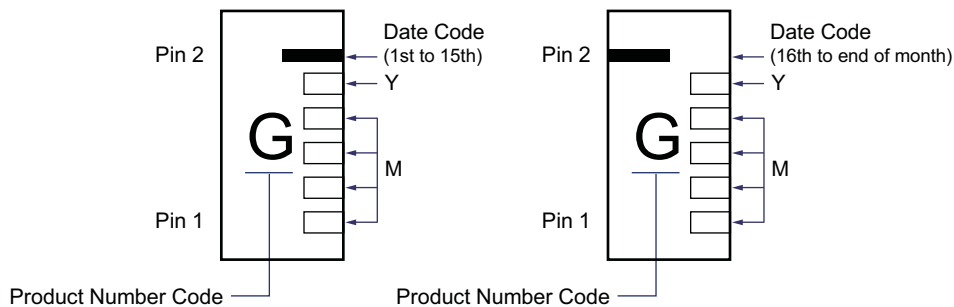 Pin 2
Date Code
(1st to 15th)
Y
G
M
Pin 1
Product Number Code
Pin 2
Date Code
(16th to end of month)
Y
G
M
Pin 1
Product Number Code